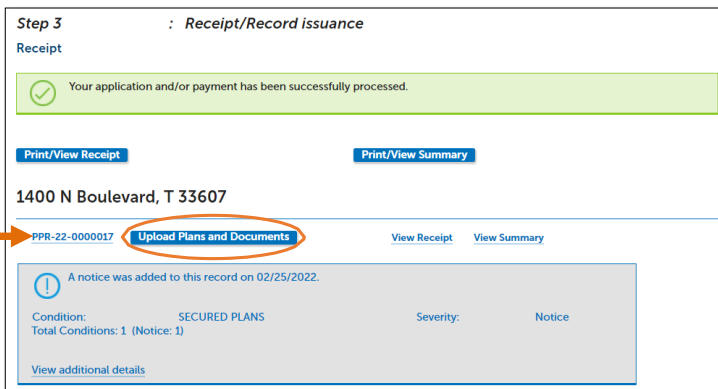 Step 3 : Receipt/Record issuance
Receipt
Your application and/or payment has been successfully processed.
Print/View Receipt Print/View Summary
1400 N Boulevard, T 33607
PPR-22-0000017 Upload Plans and Documents View Receipt View Summary
A notice was added to this record on 02/25/2022.
Condition: SECURED PLANS Severity: Notice
Total Conditions: 1 (Notice: 1)
View additional details